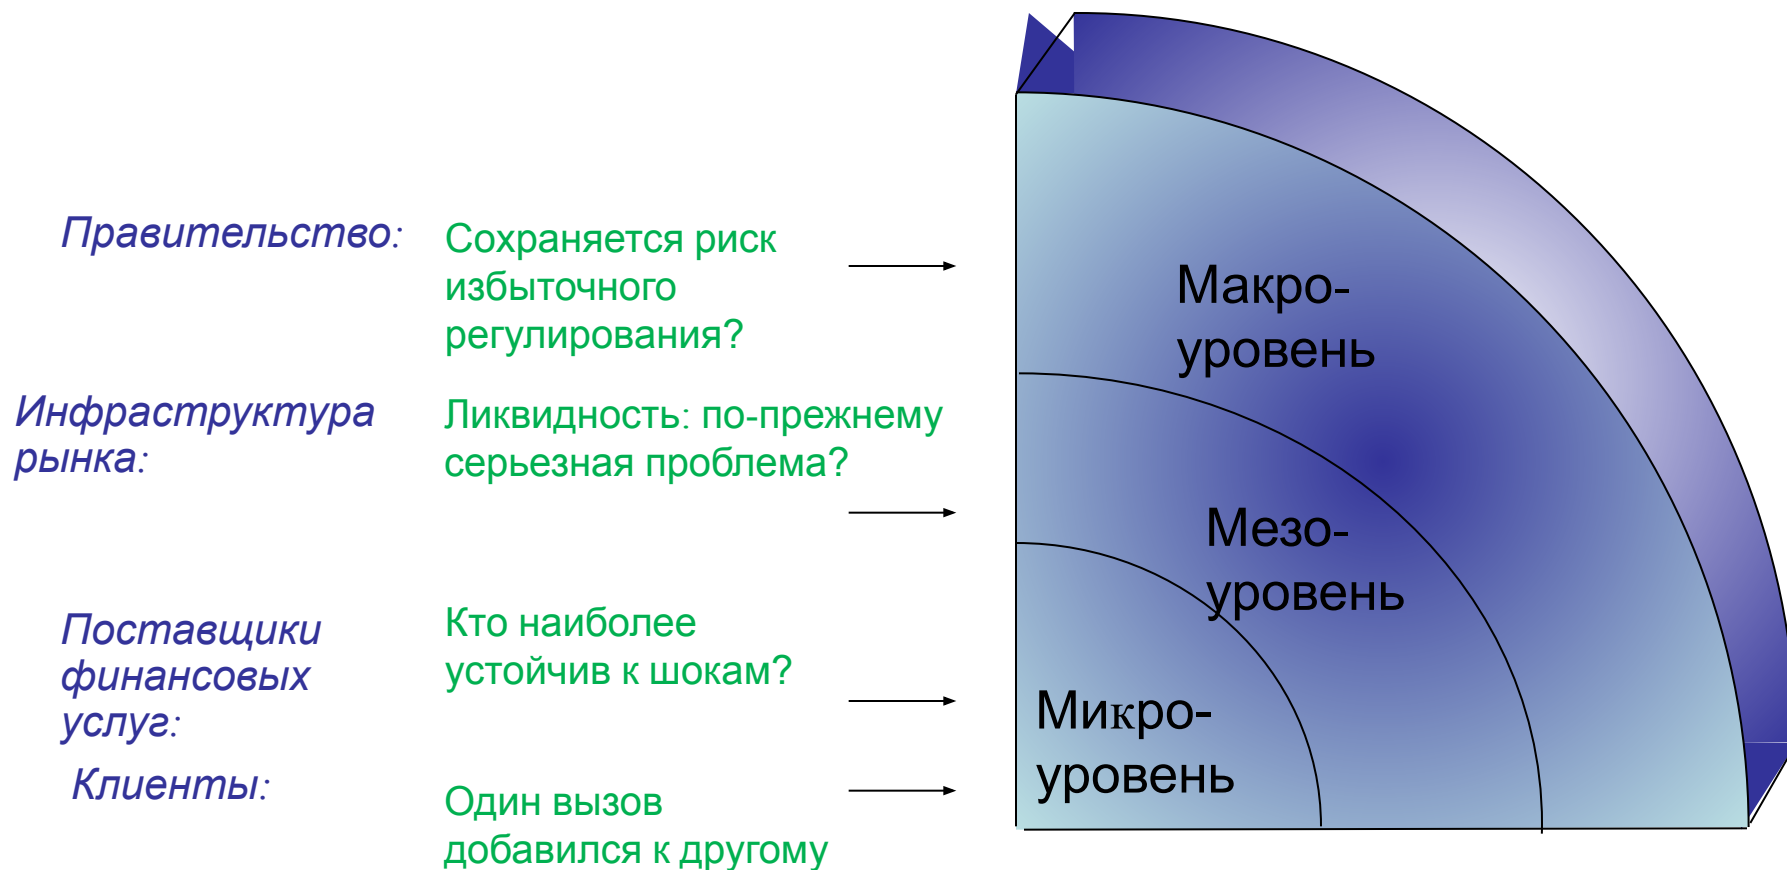 Правительство:
Сохраняется риск
избыточного
регулирования?
Инфраструктура
рынка:
Ликвидность: по-прежнему
серьезная проблема?
Поставщики
финансовых
услуг:
Кто наиболее
устойчив к шокам?
Клиенты:
Один вызов
добавился к другому
Макро-
уровень
Мезо-
уровень
Микро-
уровень